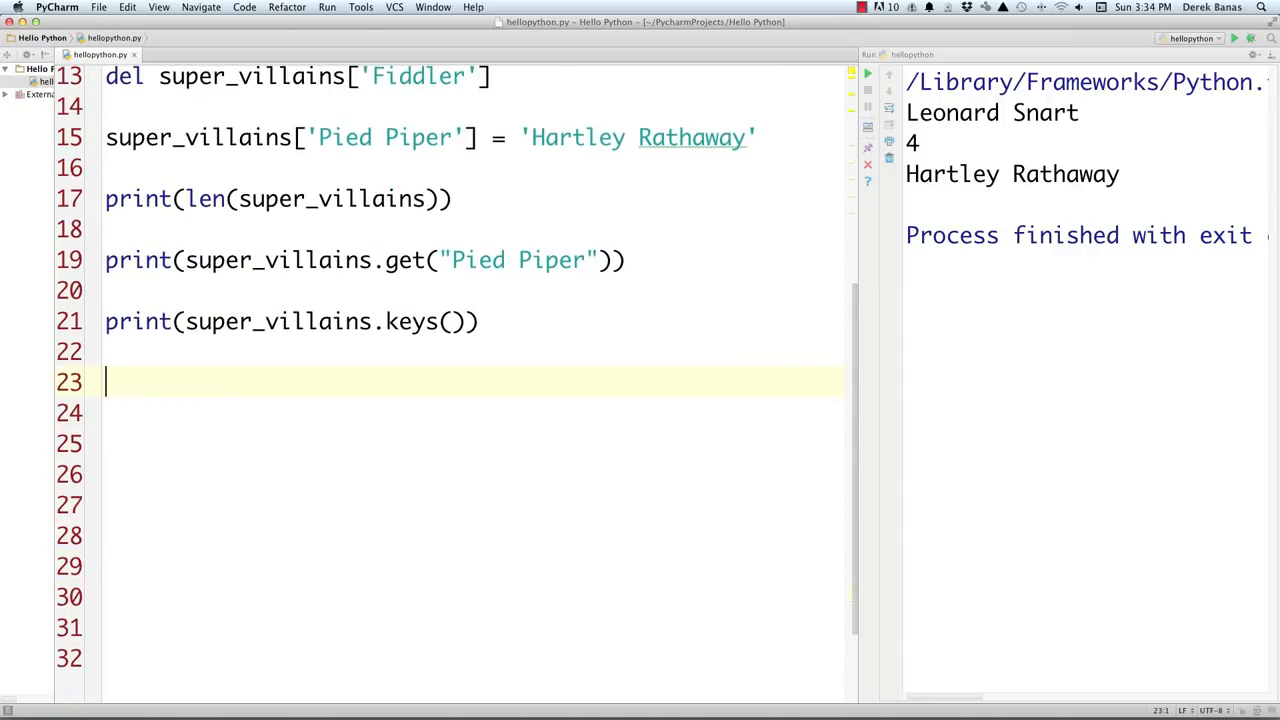 PyCharm File Edit View Navigate Code Refactor Run Tools VCS Window Help 10 Sun 3:34 PM Derek Banas
hellopython.py – Hello Python – [~/PycharmProjects/Hello Python]
Hello Python hellopython.py hellopython
hellopython.py Run hellopython
Hello P
hell
Extern
13 del super_villains['Fiddler']
14
15 super_villains['Pied Piper'] = 'Hartley Rathaway'
16
17 print(len(super_villains))
18
19 print(super_villains.get("Pied Piper"))
20
21 print(super_villains.keys())
22
23
24
25
26
27
28
29
30
31
32
/Library/Frameworks/Python.
Leonard Snart
4
Hartley Rathaway
Process finished with exit
23:1 LF UTF-8